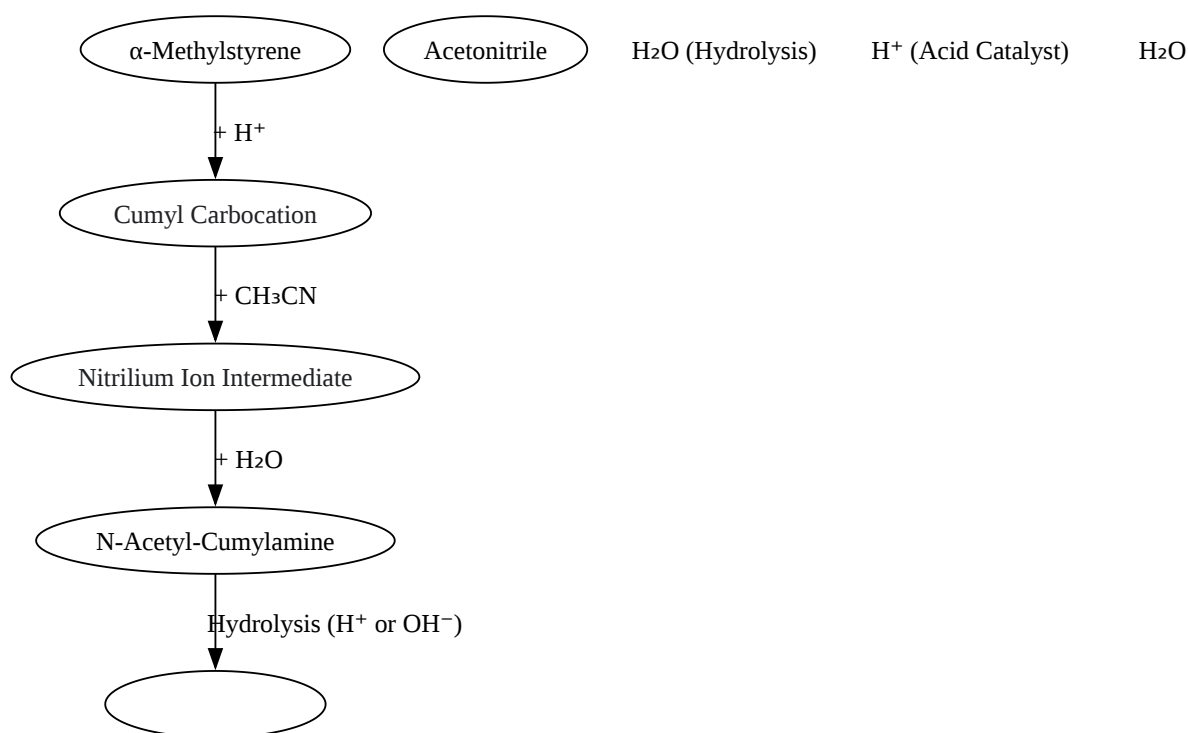 α-Methylstyrene
Acetonitrile
H₂O (Hydrolysis)
H⁺ (Acid Catalyst)
H₂O
+ H⁺
Cumyl Carbocation
+ CH₃CN
Nitrilium Ion Intermediate
+ H₂O
N-Acetyl-Cumylamine
Hydrolysis (H⁺ or OH⁻)